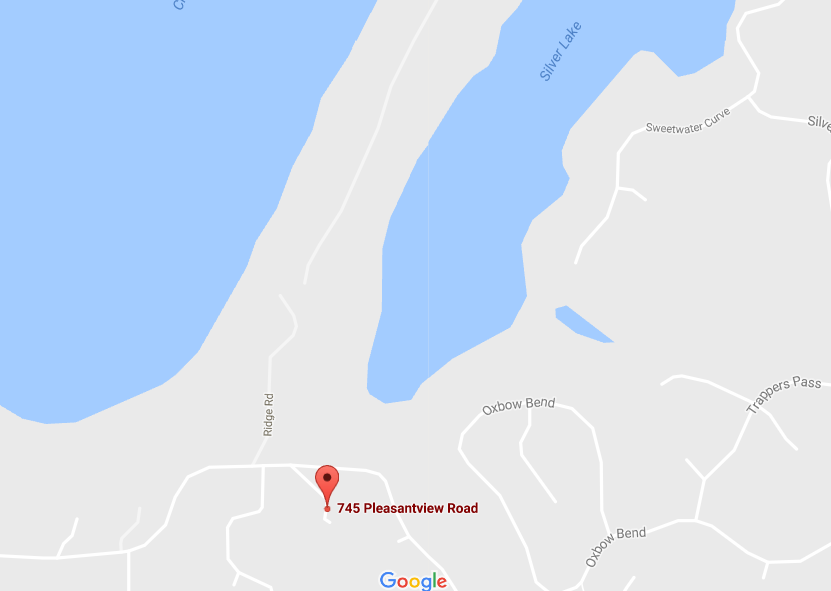 Silver Lake
Sweetwater Curve
Ridge Rd
Oxbow Bend
Trappers Pass
745 Pleasantview Road
Oxbow Bend
Google